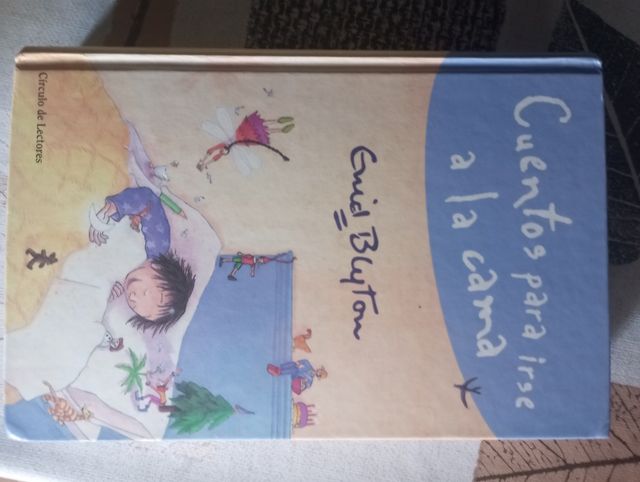 Cuentos para irse
a la cama
Enid Blyton
Círculo de Lectores